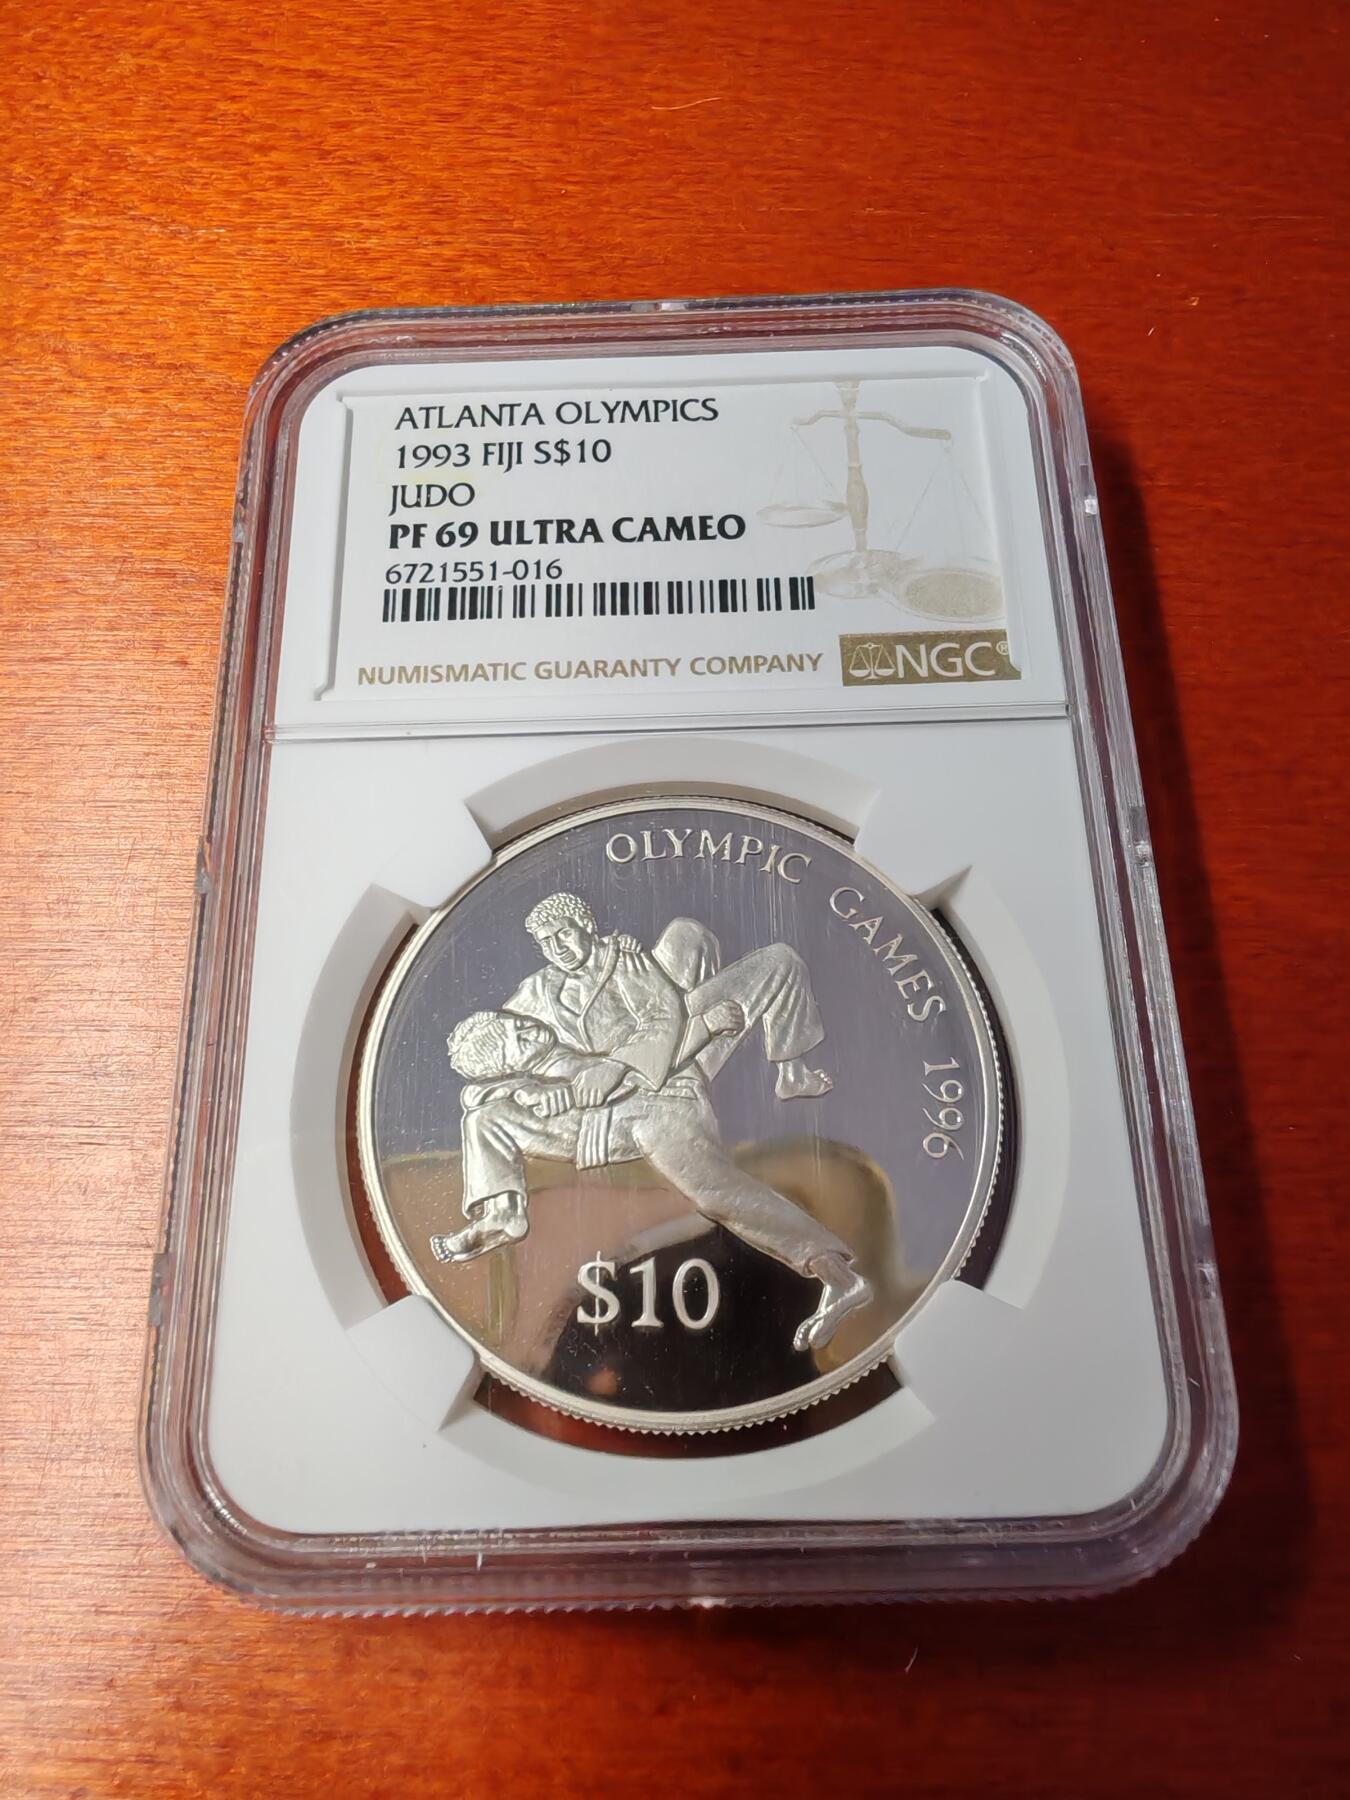 ATLANTA OLYMPICS
1993 FIJI S$10
JUDO
PF 69 ULTRA CAMEO
6721551-016
NUMISMATIC GUARANTY COMPANY
NGC®
OLYMPIC GAMES 1996
$10